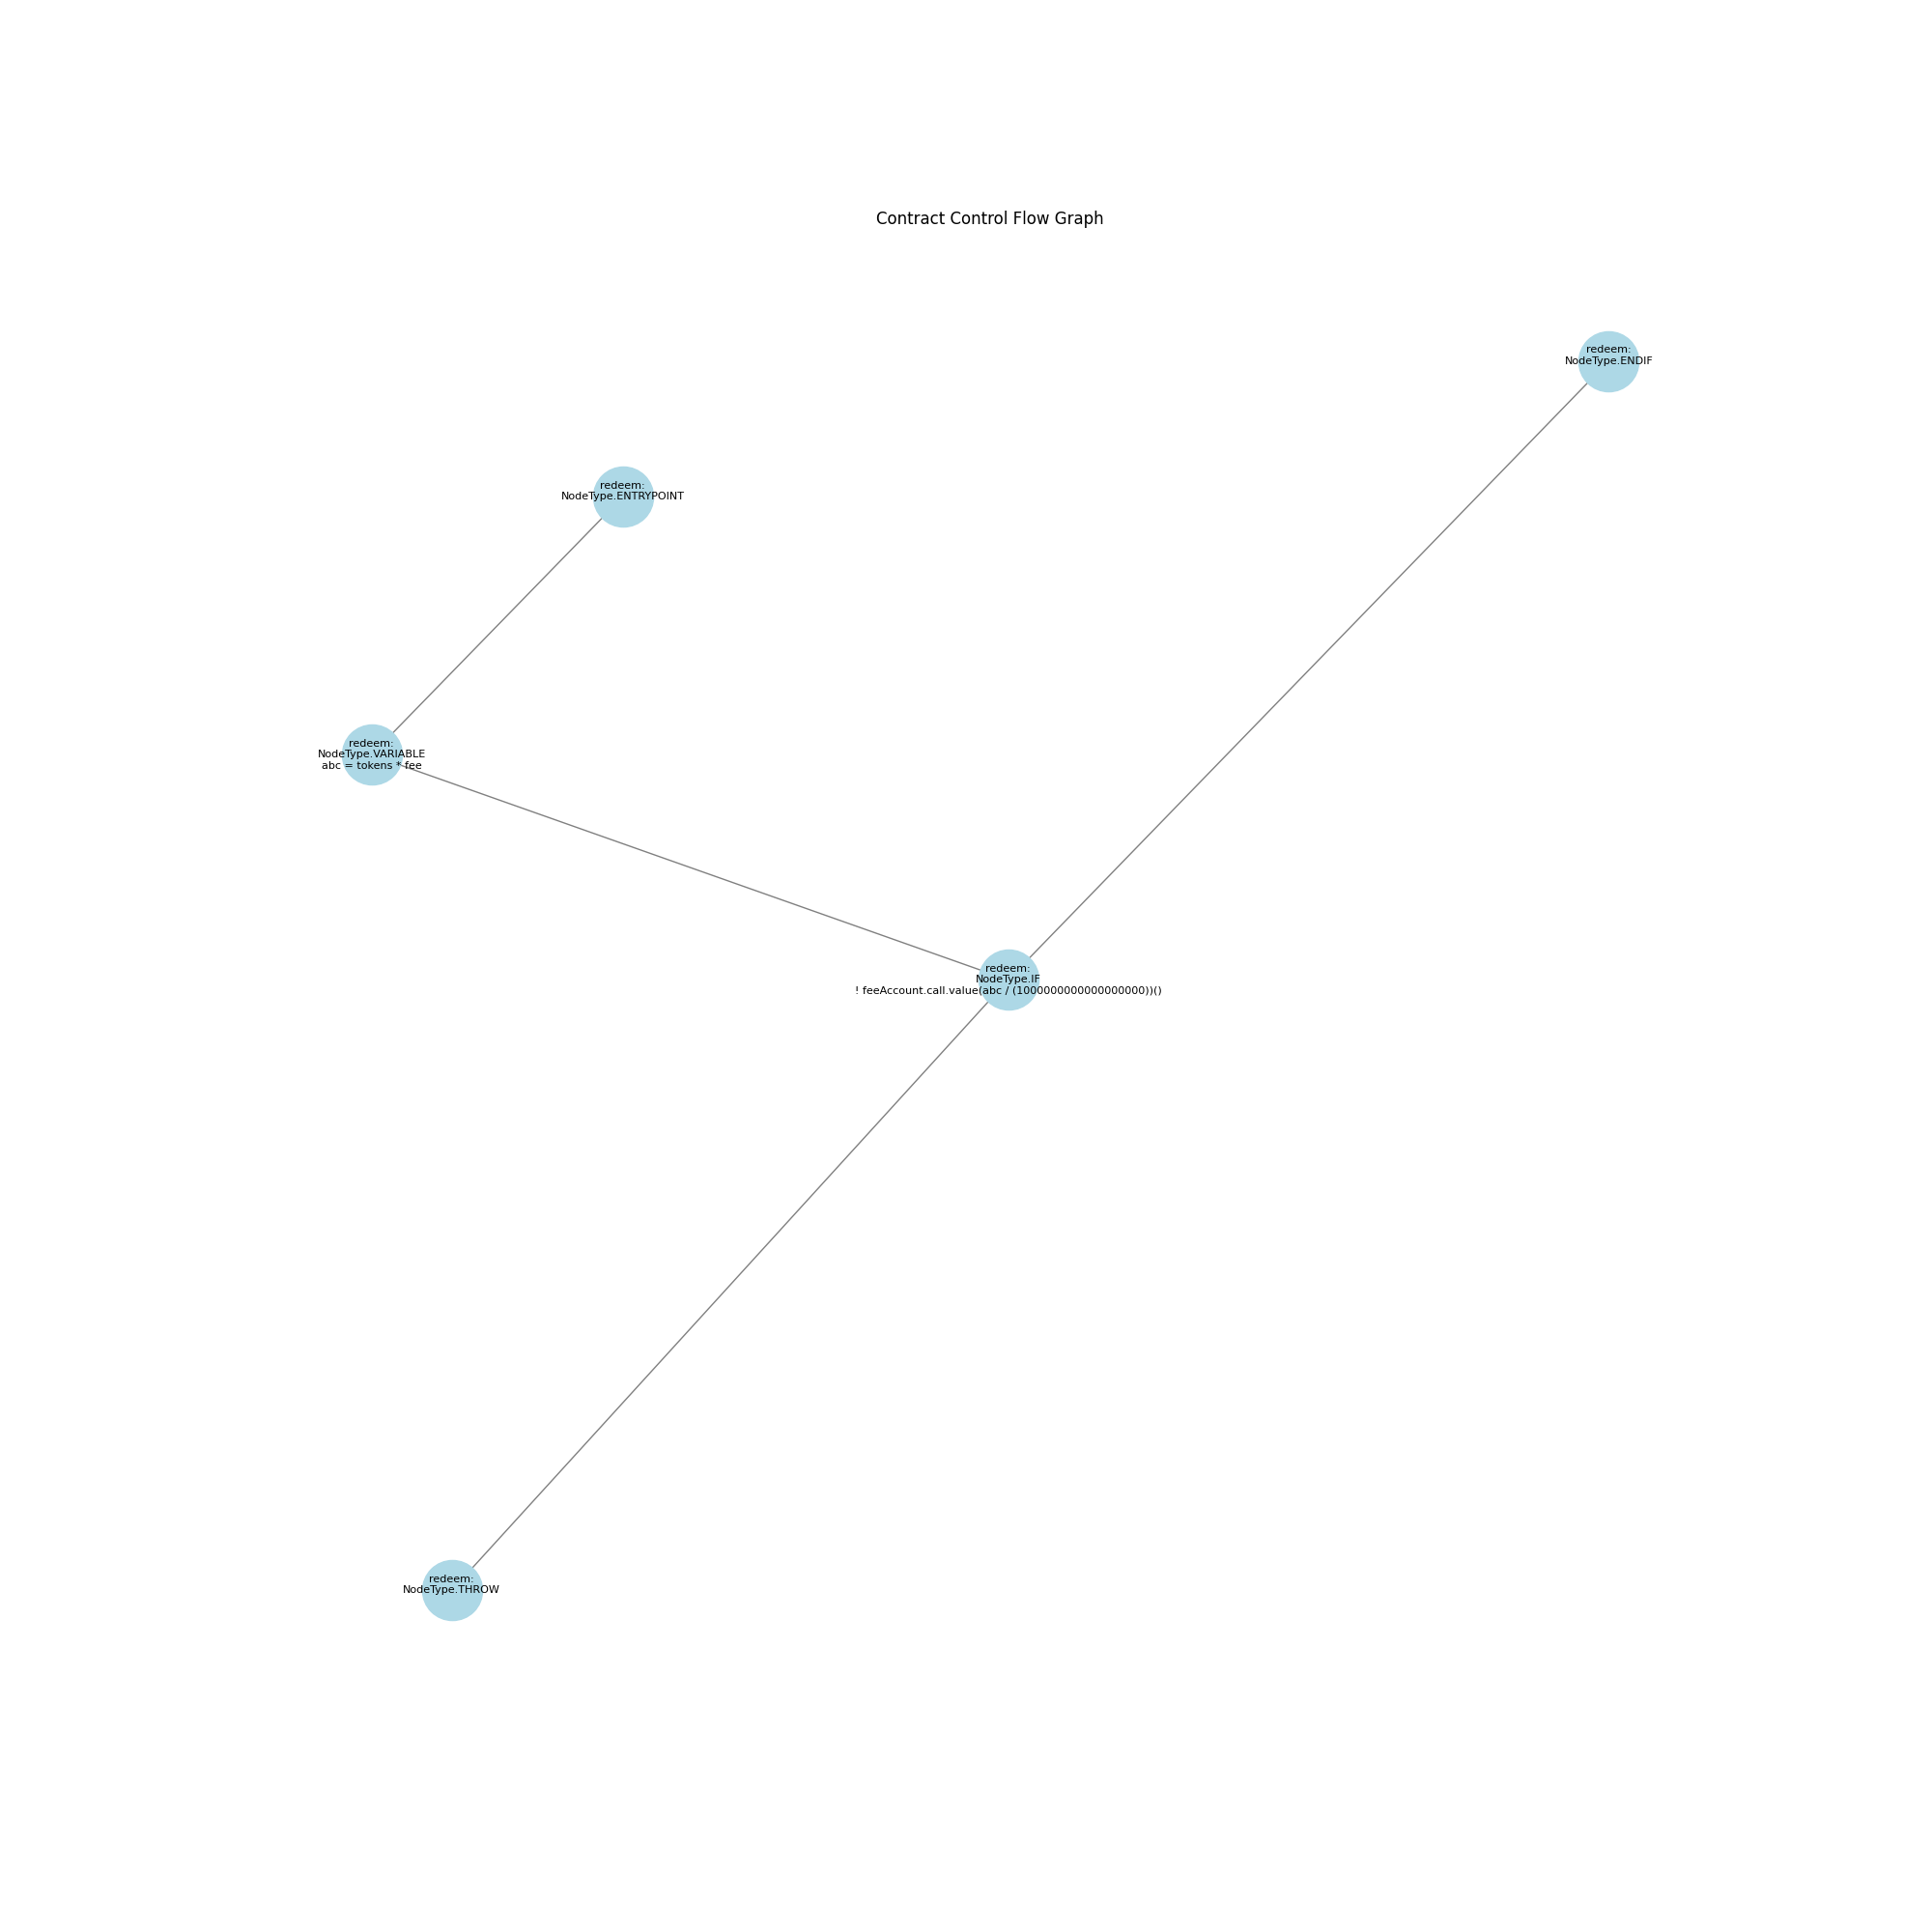 Contract Control Flow Graph
redeem:
NodeType.ENDIF
redeem:
NodeType.ENTRYPOINT
redeem:
NodeType.VARIABLE
abc = tokens * fee
redeem:
NodeType.IF
! feeAccount.call.value(abc / (1000000000000000000))()
redeem:
NodeType.THROW